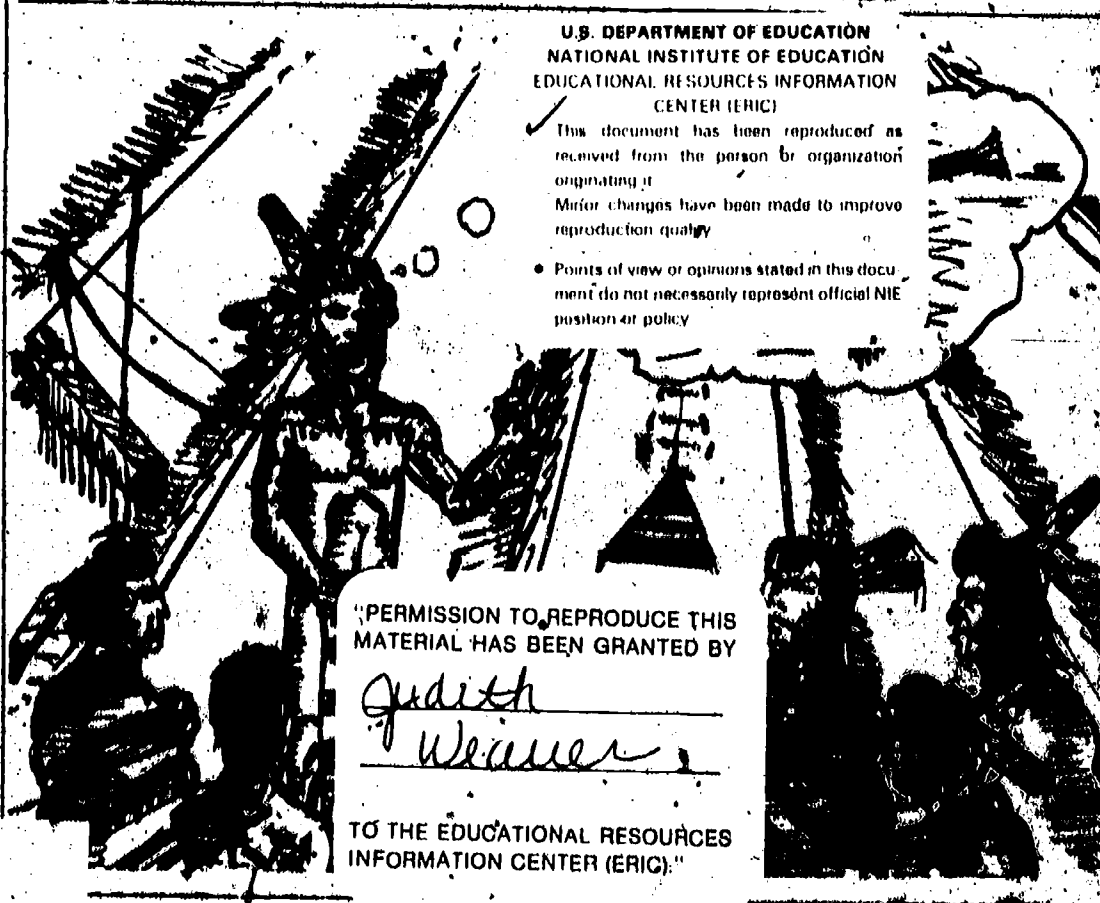 U.S. DEPARTMENT OF EDUCATION
NATIONAL INSTITUTE OF EDUCATION
EDUCATIONAL RESOURCES INFORMATION
CENTER (ERIC)
This document has been reproduced as
received from the person or organization
originating it
Minor changes have been made to improve
reproduction quality
• Points of view or opinions stated in this docu
ment do not necessarily represent official NIE
position or policy
"PERMISSION TO REPRODUCE THIS
MATERIAL HAS BEEN GRANTED BY
Judith
Weaver
TO THE EDUCATIONAL RESOURCES
INFORMATION CENTER (ERIC)."